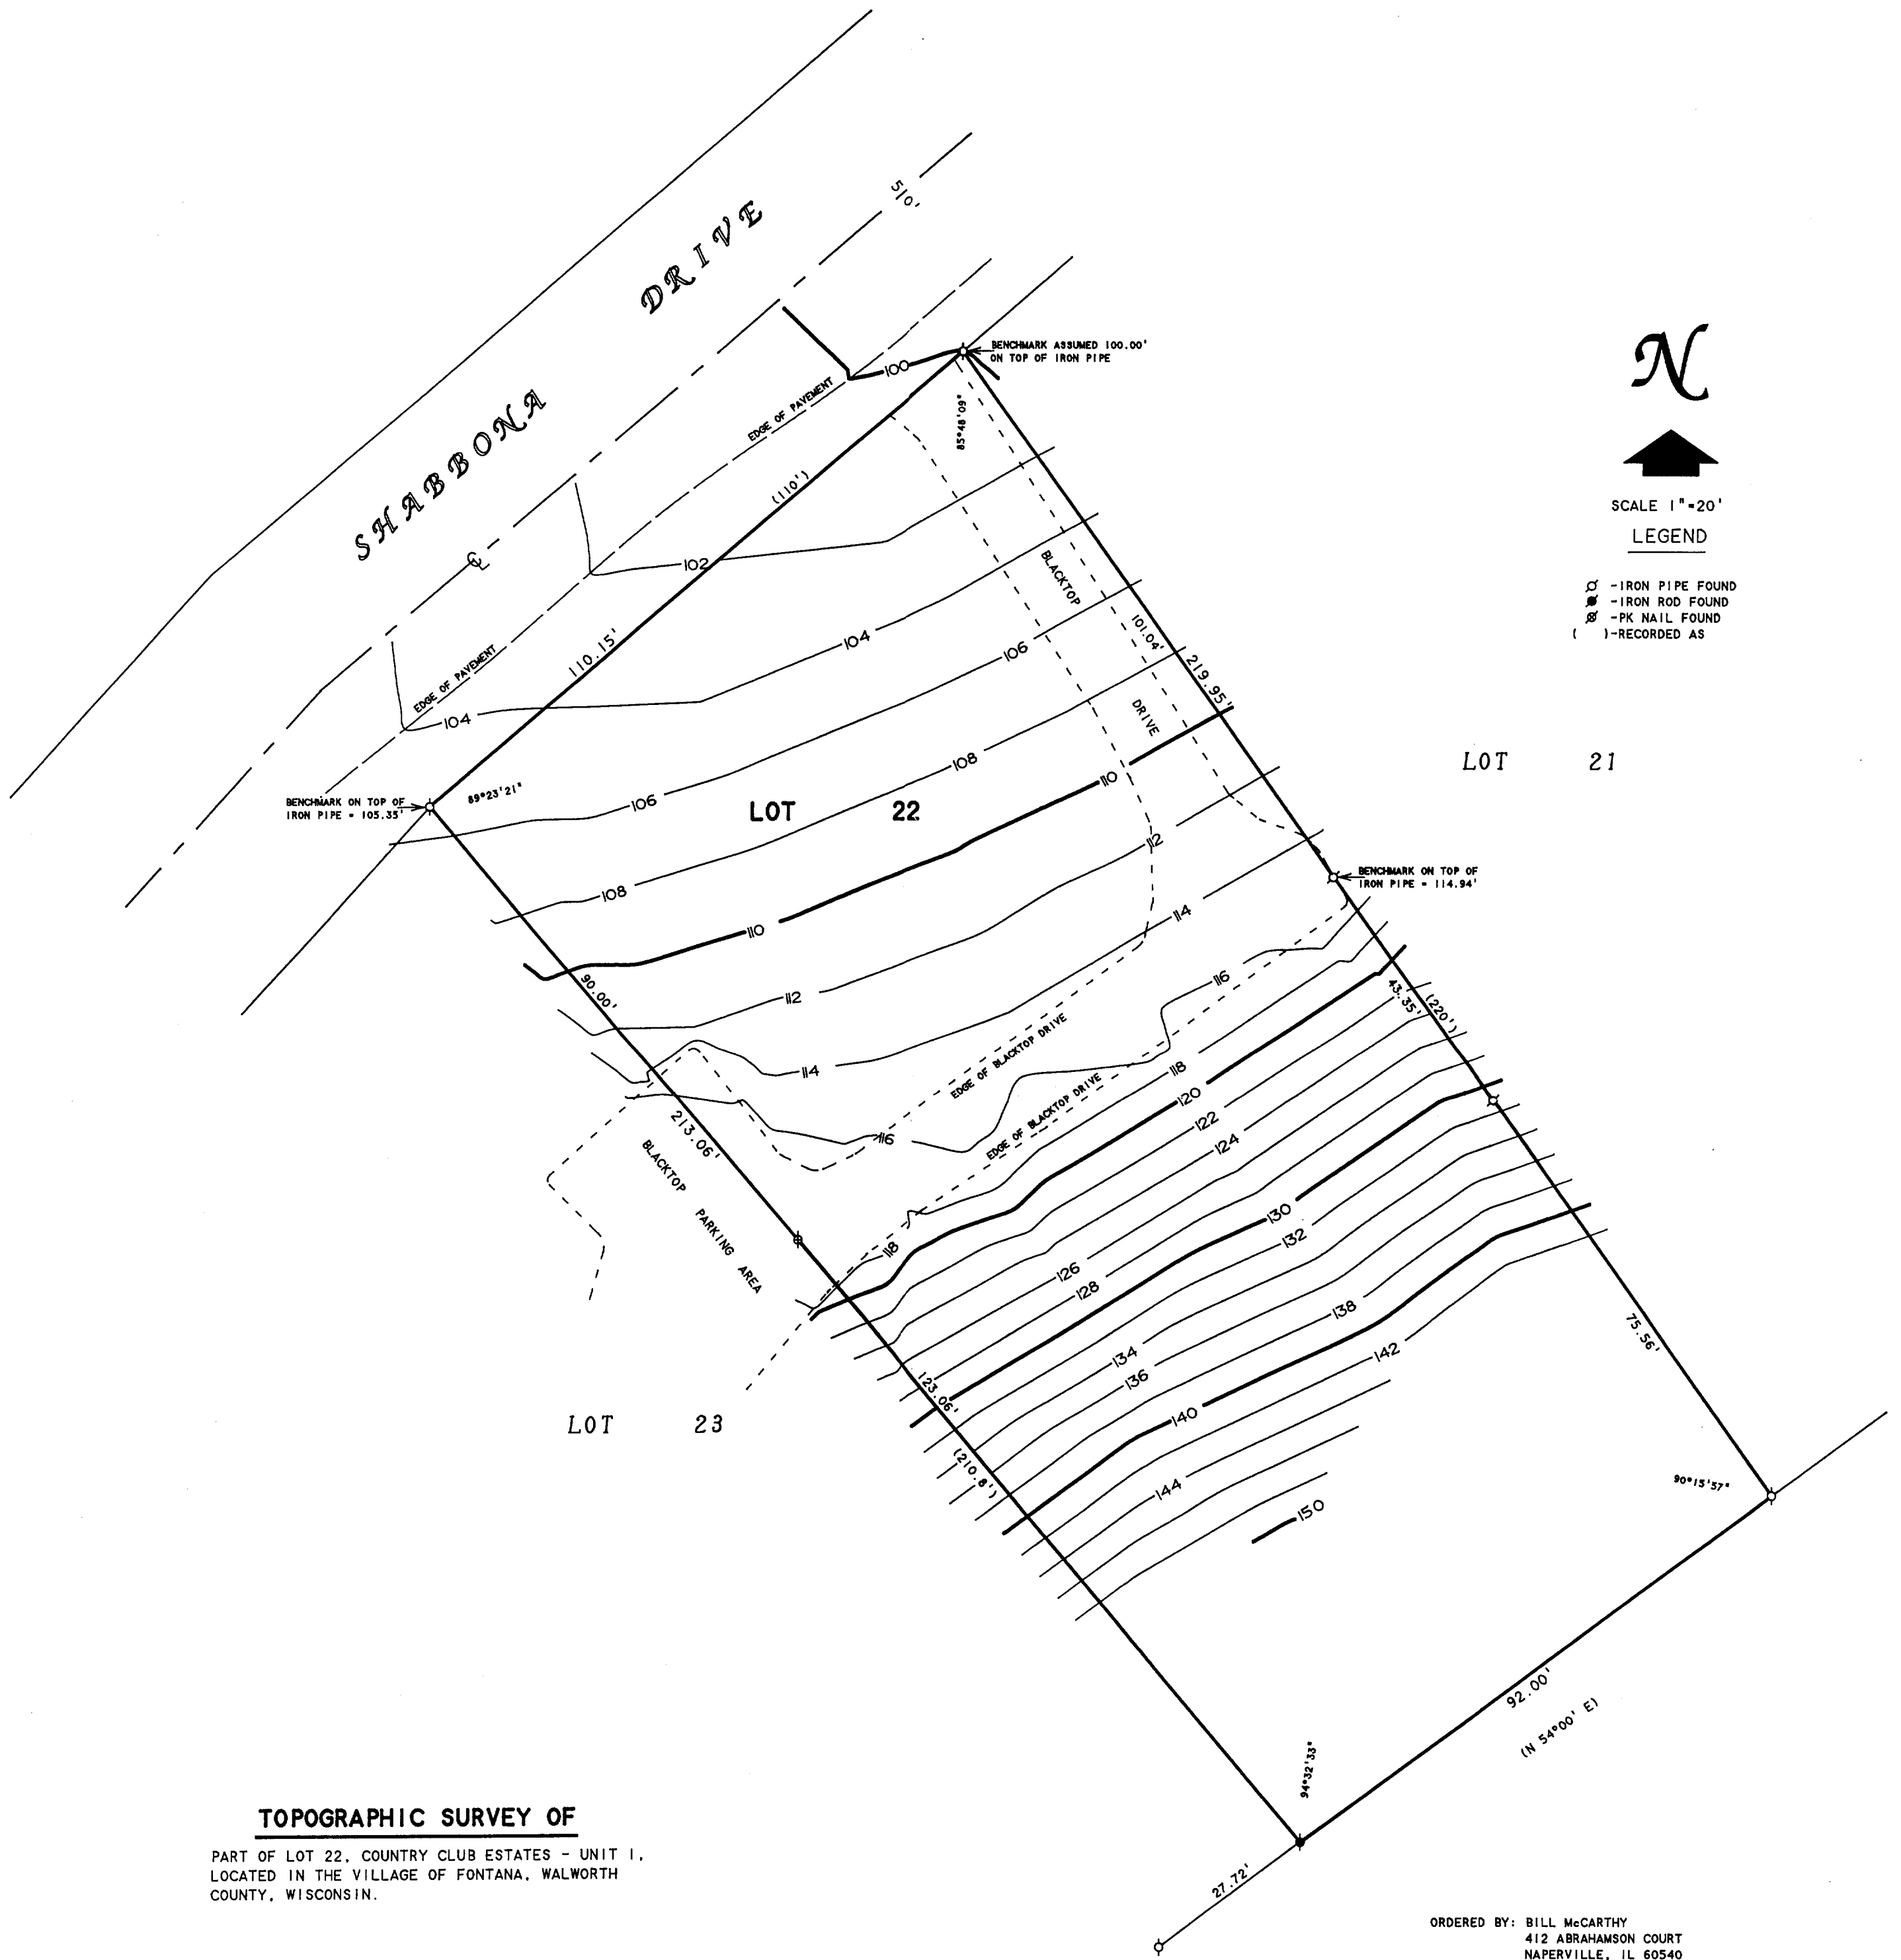 SHABBONA DRIVE
510'
BENCHMARK ASSUMED 100.00'
ON TOP OF IRON PIPE
100
EDGE OF PAVEMENT
85°48'09"
(110')
N
SCALE 1"=20'
LEGEND
-IRON PIPE FOUND
-IRON ROD FOUND
-PK NAIL FOUND
( )-RECORDED AS
102
BLACKTOP
DRIVE
101.04'
219.95'
110.15'
104
106
EDGE OF PAVEMENT
104
LOT 21
108
110
BENCHMARK ON TOP OF
IRON PIPE = 105.35'
89°23'21"
106
LOT 22
112
BENCHMARK ON TOP OF
IRON PIPE = 114.94'
108
114
110
90.00'
112
116
43.35'
(220')
EDGE OF BLACKTOP DRIVE
114
118
EDGE OF BLACKTOP DRIVE
120
122
124
116
213.06'
BLACKTOP PARKING AREA
130
132
118
126
128
138
75.56'
134
136
142
140
123.06'
LOT 23
(210.8')
144
150
90°15'57"
92.00'
(N 54°00' E)
94°32'33"
27.72'
TOPOGRAPHIC SURVEY OF
PART OF LOT 22, COUNTRY CLUB ESTATES - UNIT 1,
LOCATED IN THE VILLAGE OF FONTANA, WALWORTH
COUNTY, WISCONSIN.
ORDERED BY: BILL McCARTHY
412 ABRAHAMSON COURT
NAPERVILLE, IL 60540